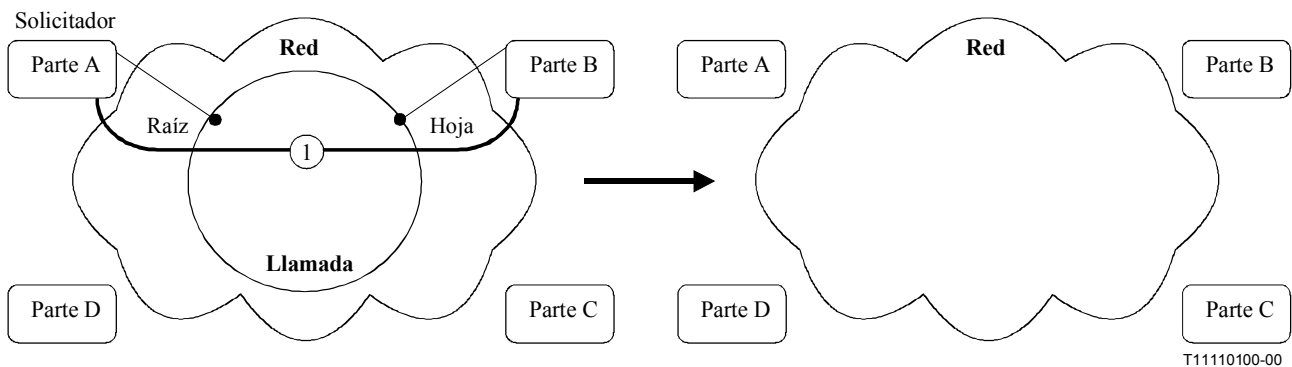 Solicitador
Parte A
Red
Parte B
Raíz
Hoja
1
Llamada
Parte D
Parte C
Parte A
Red
Parte B
Parte D
Parte C
T11110100-00